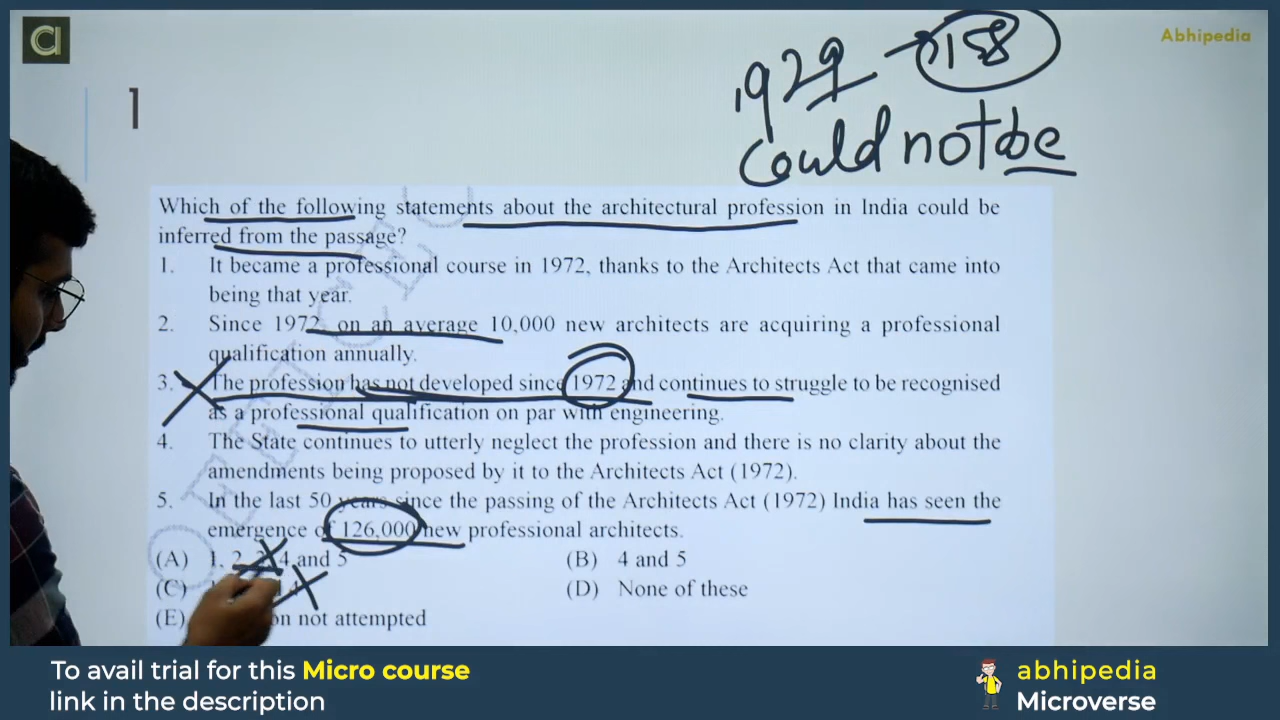 Abhipedia
1929 → 158
could not be
1
Which of the following statements about the architectural profession in India could be
inferred from the passage?
1. It became a professional course in 1972, thanks to the Architects Act that came into
being that year.
2. Since 1972 on an average 10,000 new architects are acquiring a professional
qualification annually.
3. The profession has not developed since 1972 and continues to struggle to be recognised
as a professional qualification on par with engineering.
4. The State continues to utterly neglect the profession and there is no clarity about the
amendments being proposed by it to the Architects Act (1972).
5. In the last 50 years since the passing of the Architects Act (1972) India has seen the
emergence of 126,000 new professional architects.
(A) 1, 2, 3, 4 and 5 (B) 4 and 5
(C) (D) None of these
(E) not attempted
To avail trial for this Micro course
link in the description
abhipedia
Microverse